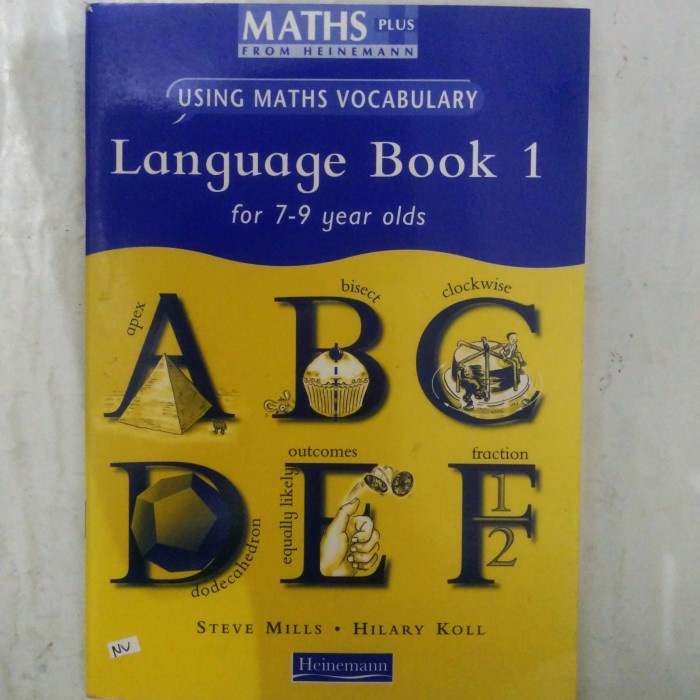 MATHS PLUS
FROM HEINEMANN
USING MATHS VOCABULARY
Language Book 1
for 7-9 year olds
apex
A
bisect
B
clockwise
C
D
dodecahedron
equally likely
outcomes
E
fraction
F
1
2
STEVE MILLS • HILARY KOLL
NV
Heinemann